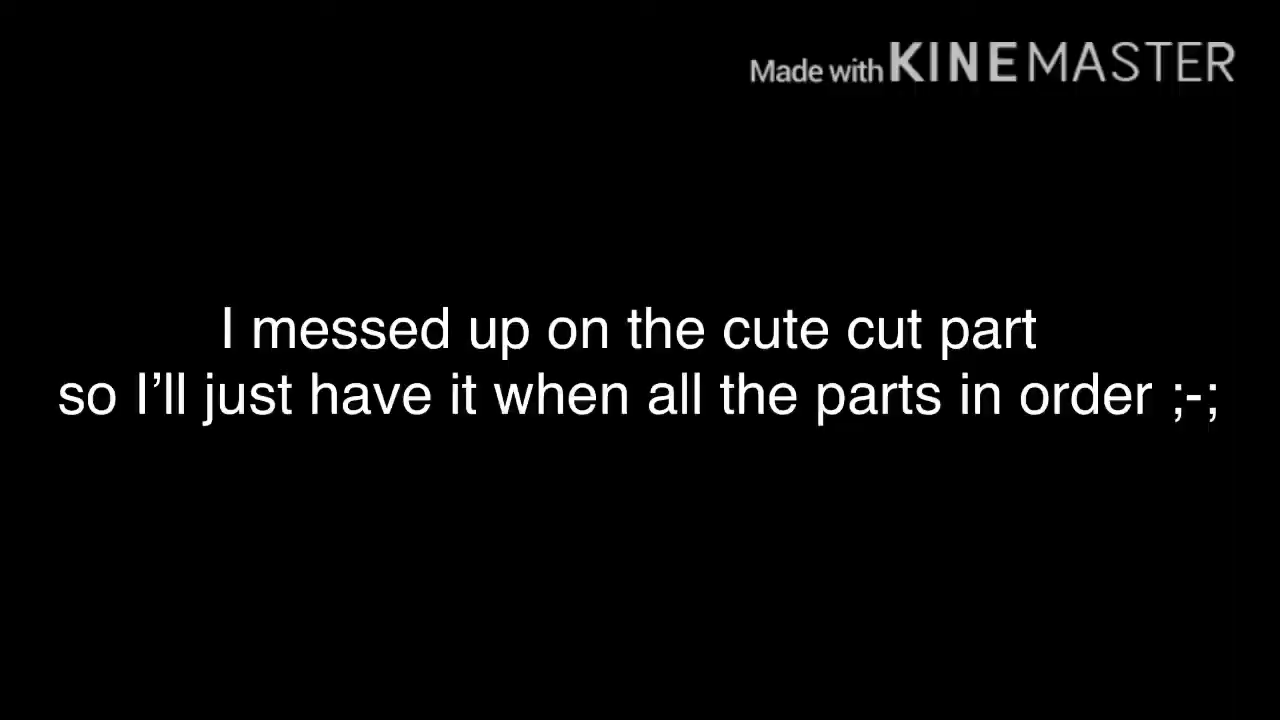 Made with KINEMASTER
I messed up on the cute cut part
so I’ll just have it when all the parts in order ;-;